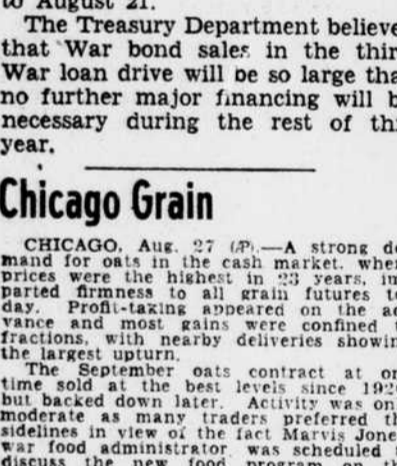 to August 21.
The Treasury Department believe
that War bond sales in the thir
War loan drive will be so large tha
no further major financing will b
necessary during the rest of thi
year.
Chicago Grain
CHICAGO, Aug. 27 (AP).—A strong de
mand for oats in the cash market, wher
prices were the highest in 23 years, im
parted firmness to all grain futures to
day. Profit-taking appeared on the ad
vance and most gains were confined t
fractions, with nearby deliveries showin
the largest upturn.
The September oats contract at on
time sold at the best levels since 192
but backed down later. Activity was on
moderate as many traders preferred th
sidelines in view of the fact Marvis Jone
war food administrator was scheduled t
discuss the new food program on th